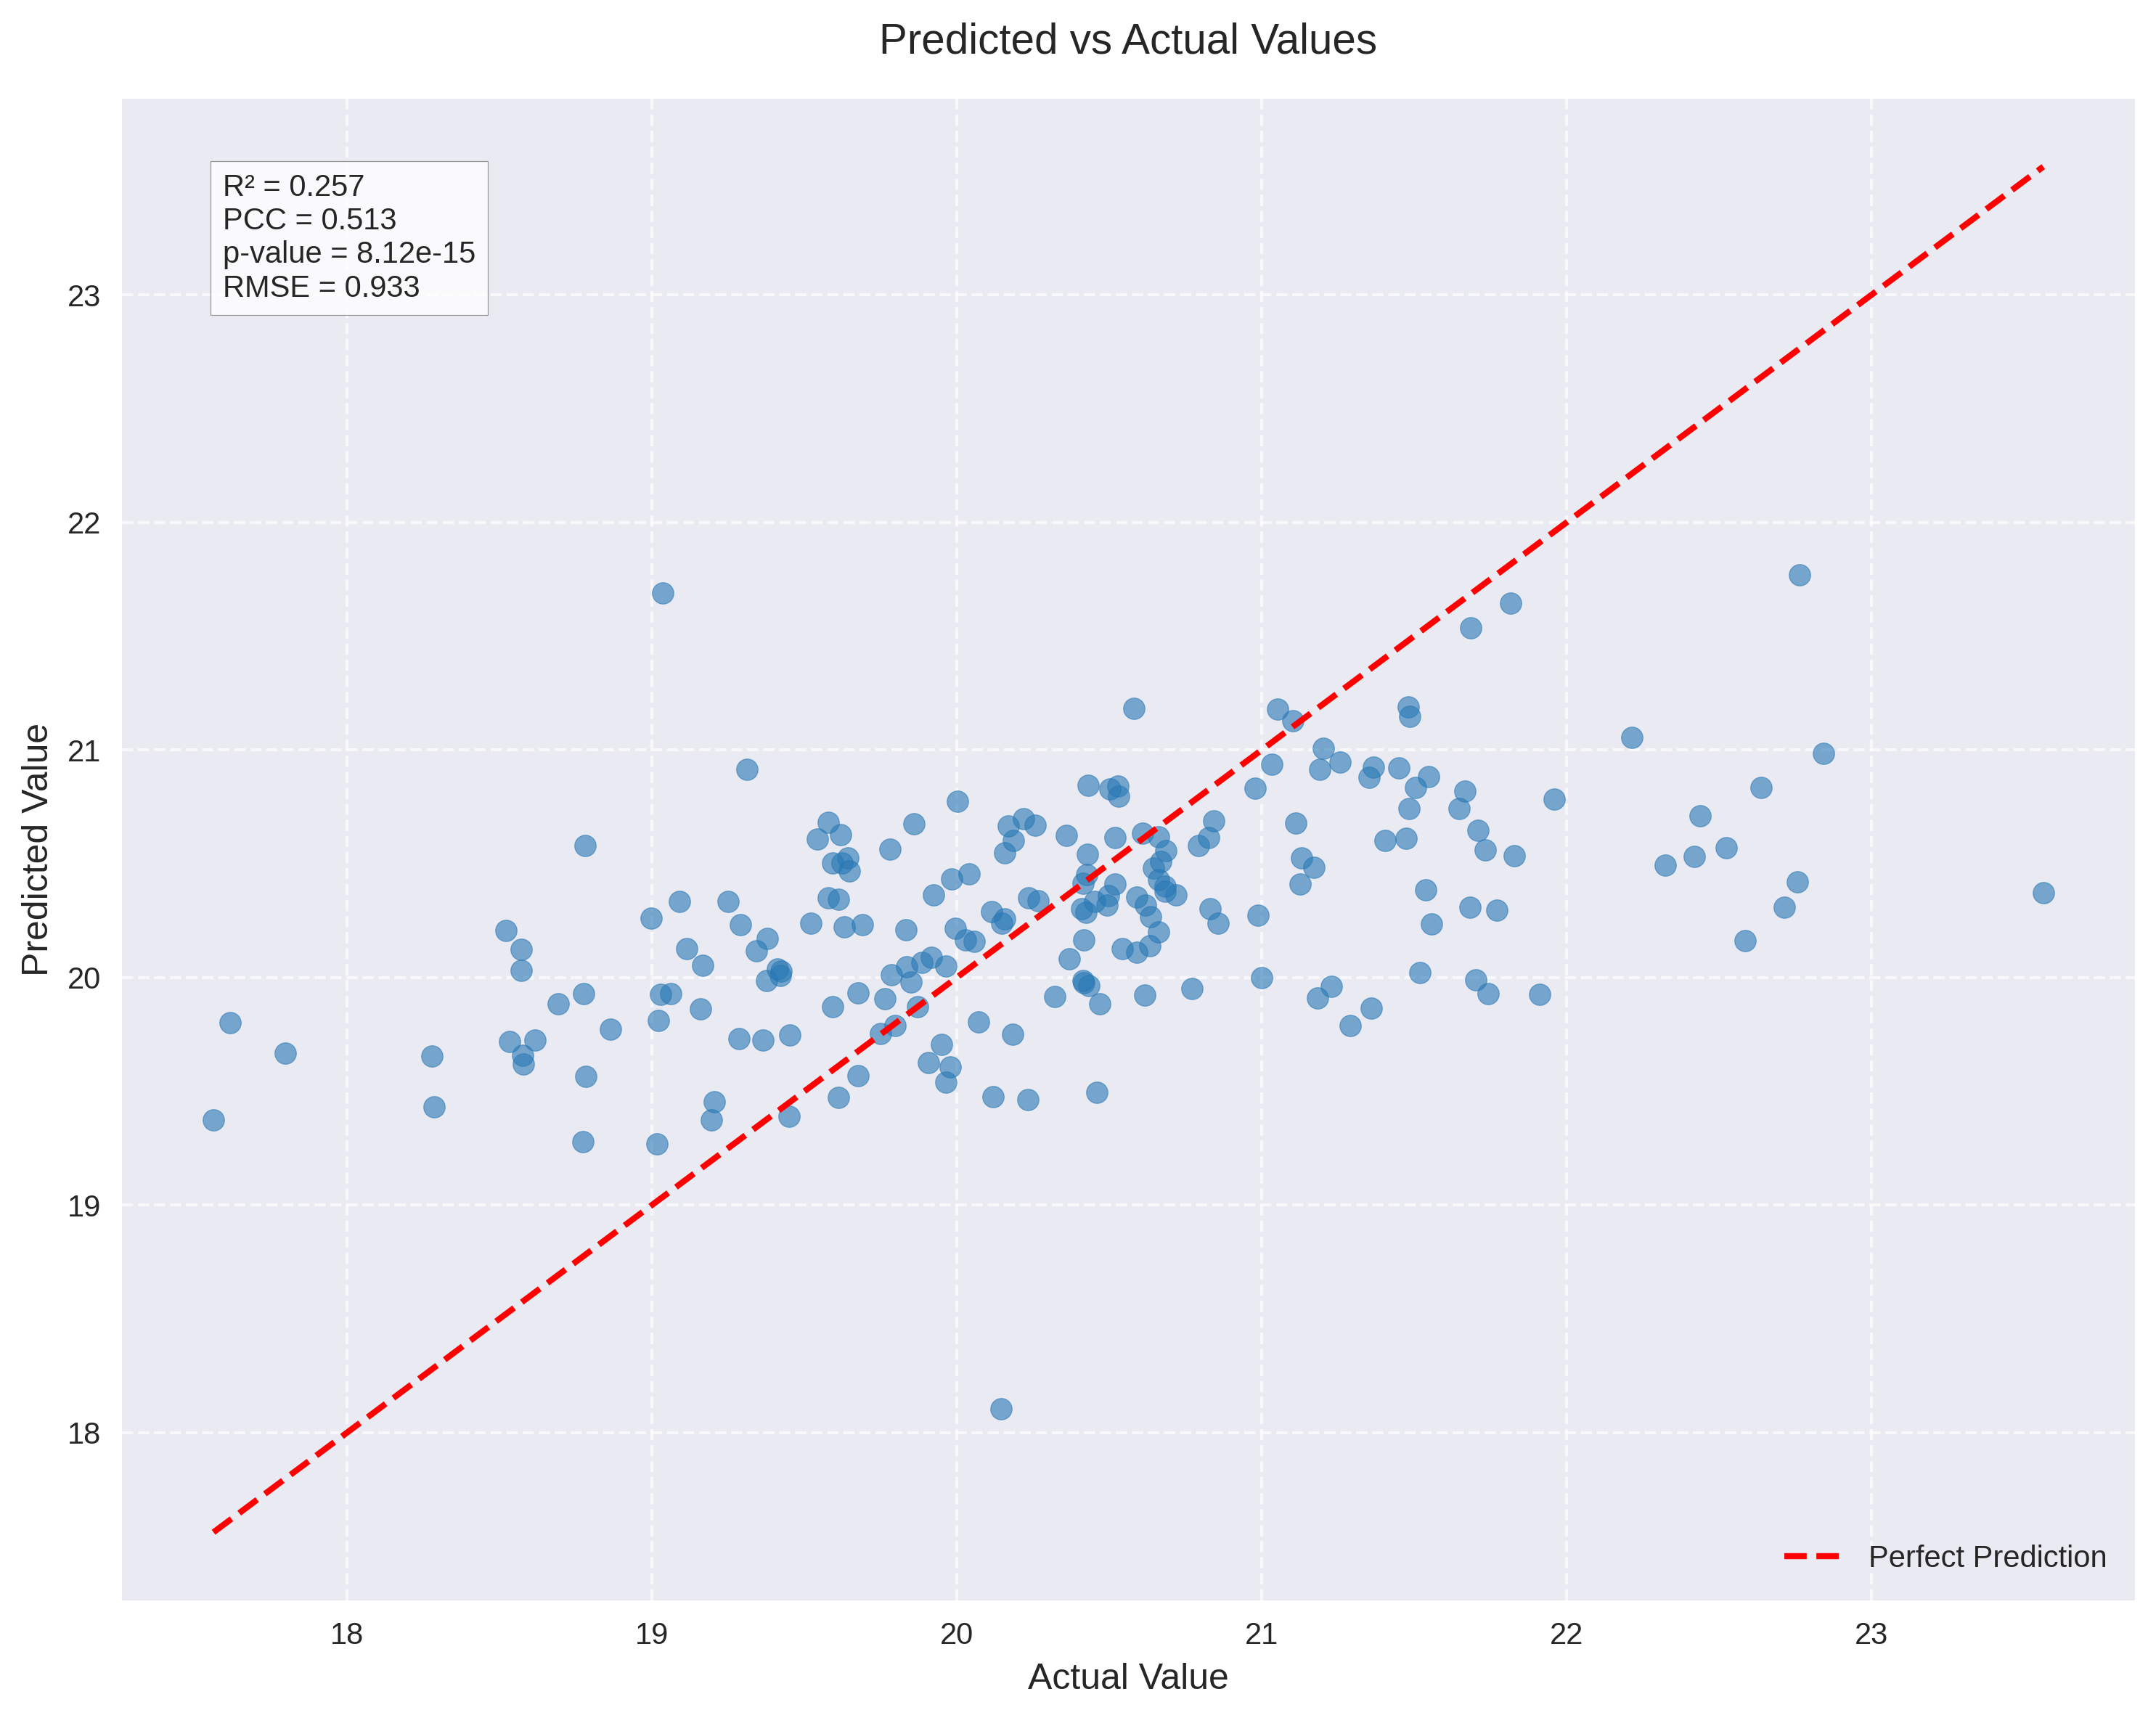 Predicted vs Actual Values
R² = 0.257
PCC = 0.513
p-value = 8.12e-15
RMSE = 0.933
23
22
21
20
19
18
Predicted Value
Perfect Prediction
18 19 20 21 22 23
Actual Value